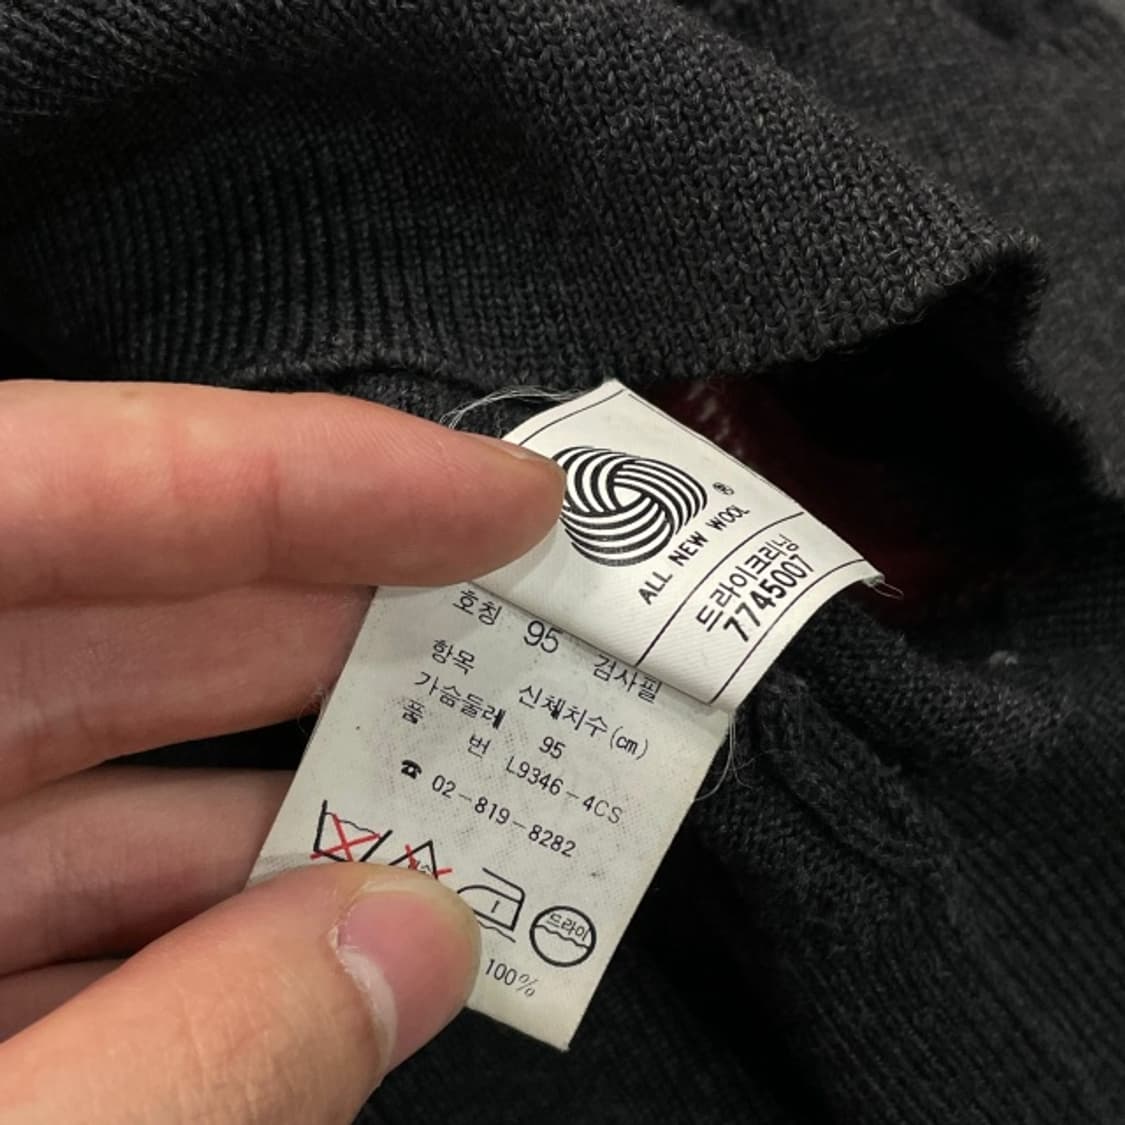 ®
ALL NEW WOOL
드라이크리닝
7745007
호칭 95 검사필
항목 신체치수(cm)
가슴둘레 95
품 번 L9346-4CS
☎ 02-819-8282
드라이
100%